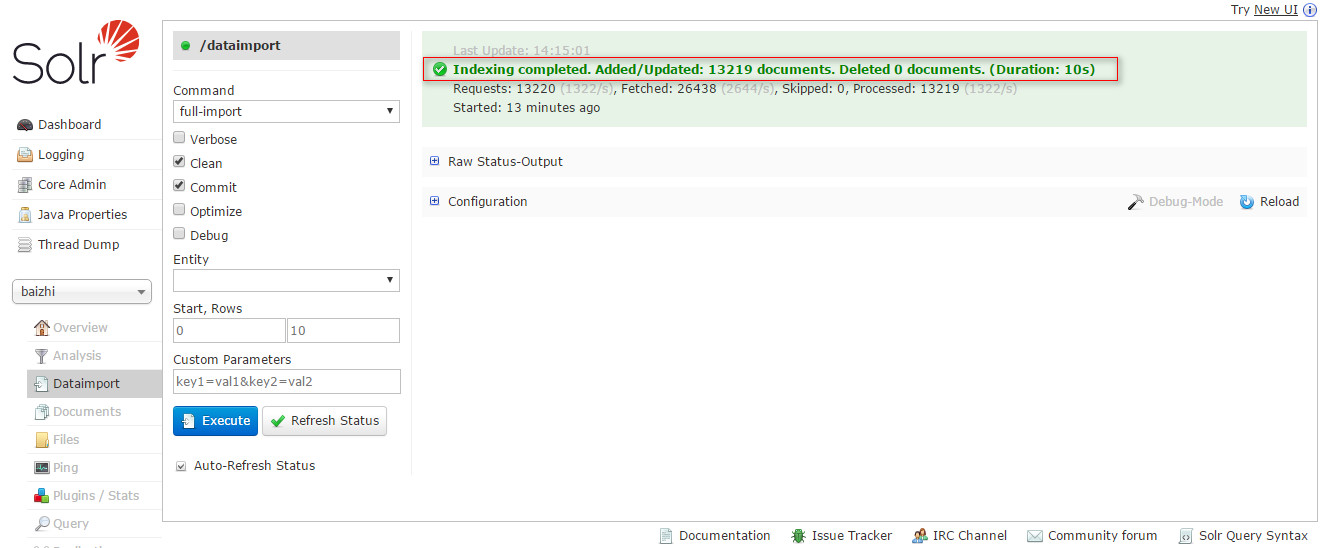 Try New UI
Solr
Dashboard
Logging
Core Admin
Java Properties
Thread Dump
baizhi
Overview
Analysis
Dataimport
Documents
Files
Ping
Plugins / Stats
Query
/dataimport
Command
full-import
Verbose
Clean
Commit
Optimize
Debug
Entity
Start, Rows
0 10
Custom Parameters
key1=val1&key2=val2
Execute Refresh Status
Auto-Refresh Status
Last Update: 14:15:01
Indexing completed. Added/Updated: 13219 documents. Deleted 0 documents. (Duration: 10s)
Requests: 13220 (1322/s), Fetched: 26438 (2644/s), Skipped: 0, Processed: 13219 (1322/s)
Started: 13 minutes ago
Raw Status-Output
Configuration Debug-Mode Reload
Documentation Issue Tracker IRC Channel Community forum Solr Query Syntax